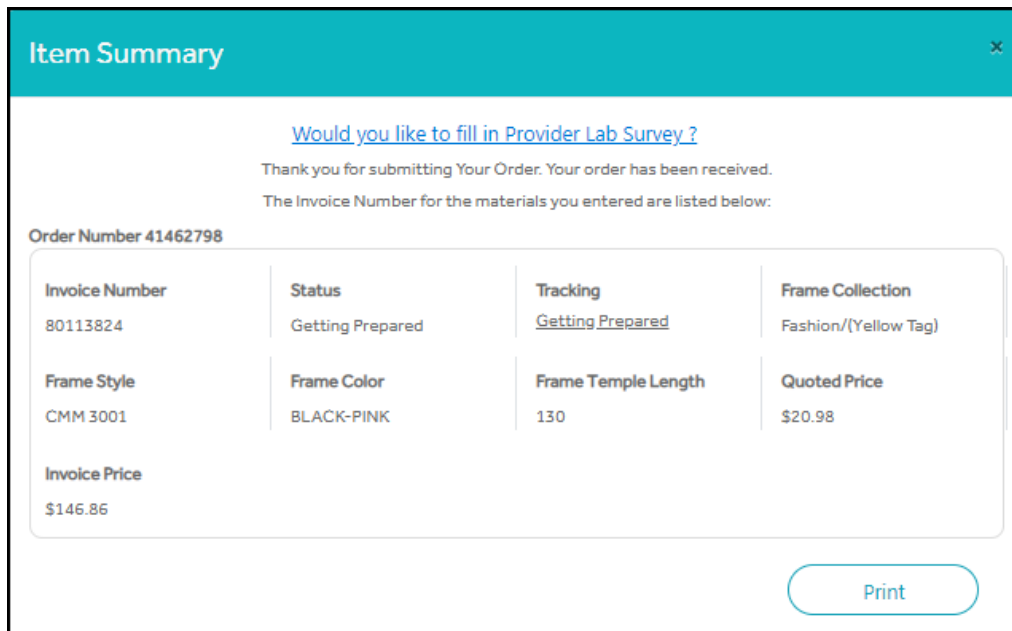 Item Summary
×
Would you like to fill in Provider Lab Survey ?
Thank you for submitting Your Order. Your order has been received.
The Invoice Number for the materials you entered are listed below:
Order Number 41462798
Invoice Number Status Tracking Frame Collection
80113824 Getting Prepared Getting Prepared Fashion/(Yellow Tag)
Frame Style Frame Color Frame Temple Length Quoted Price
CMM 3001 BLACK-PINK 130 $20.98
Invoice Price
$146.86
Print